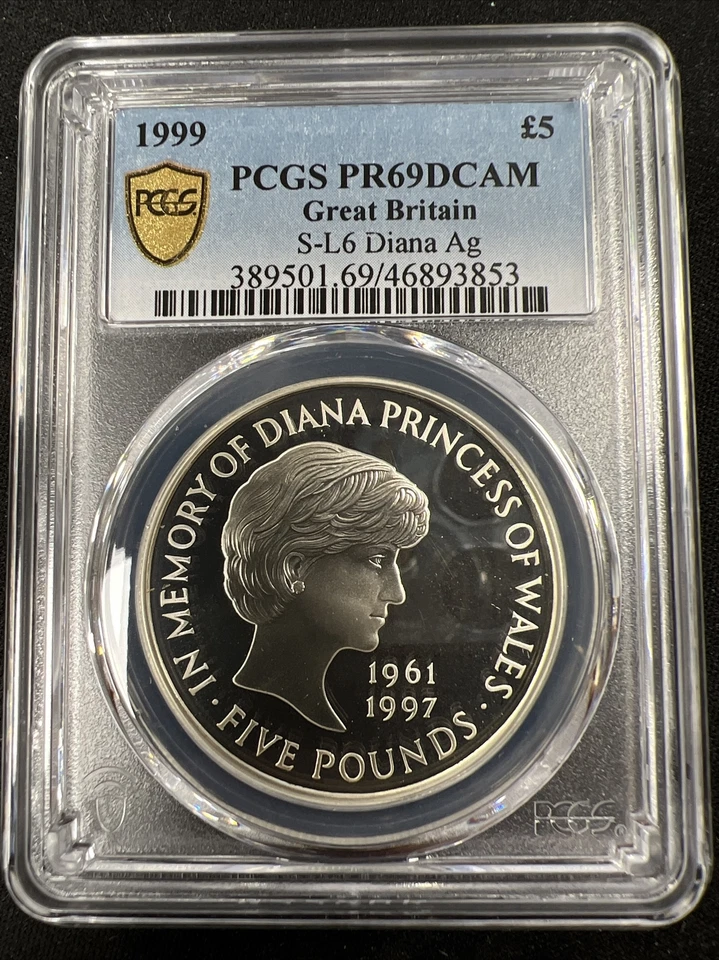 1999 £5
PCGS PCGS PR69DCAM
Great Britain
S-L6 Diana Ag
389501.69/46893853
IN MEMORY OF DIANA PRINCESS OF WALES
1961
1997
· FIVE POUNDS ·
PCGS